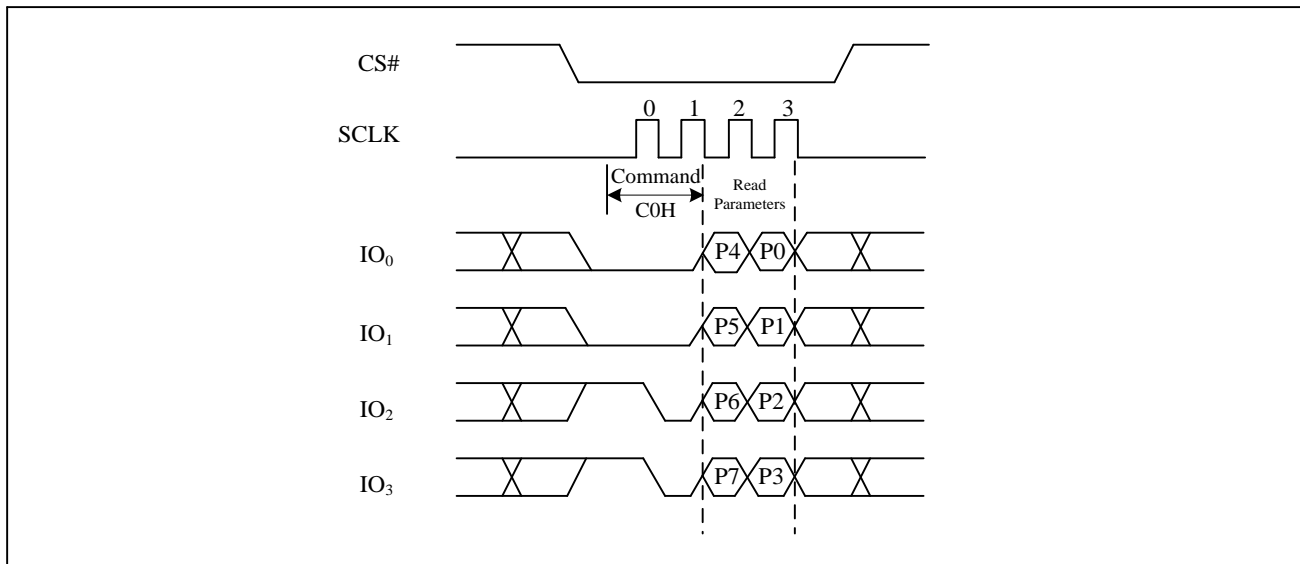 CS#
0 1 2 3
SCLK
Command
C0H
Read
Parameters
IO0
P4 P0
IO1
P5 P1
IO2
P6 P2
IO3
P7 P3